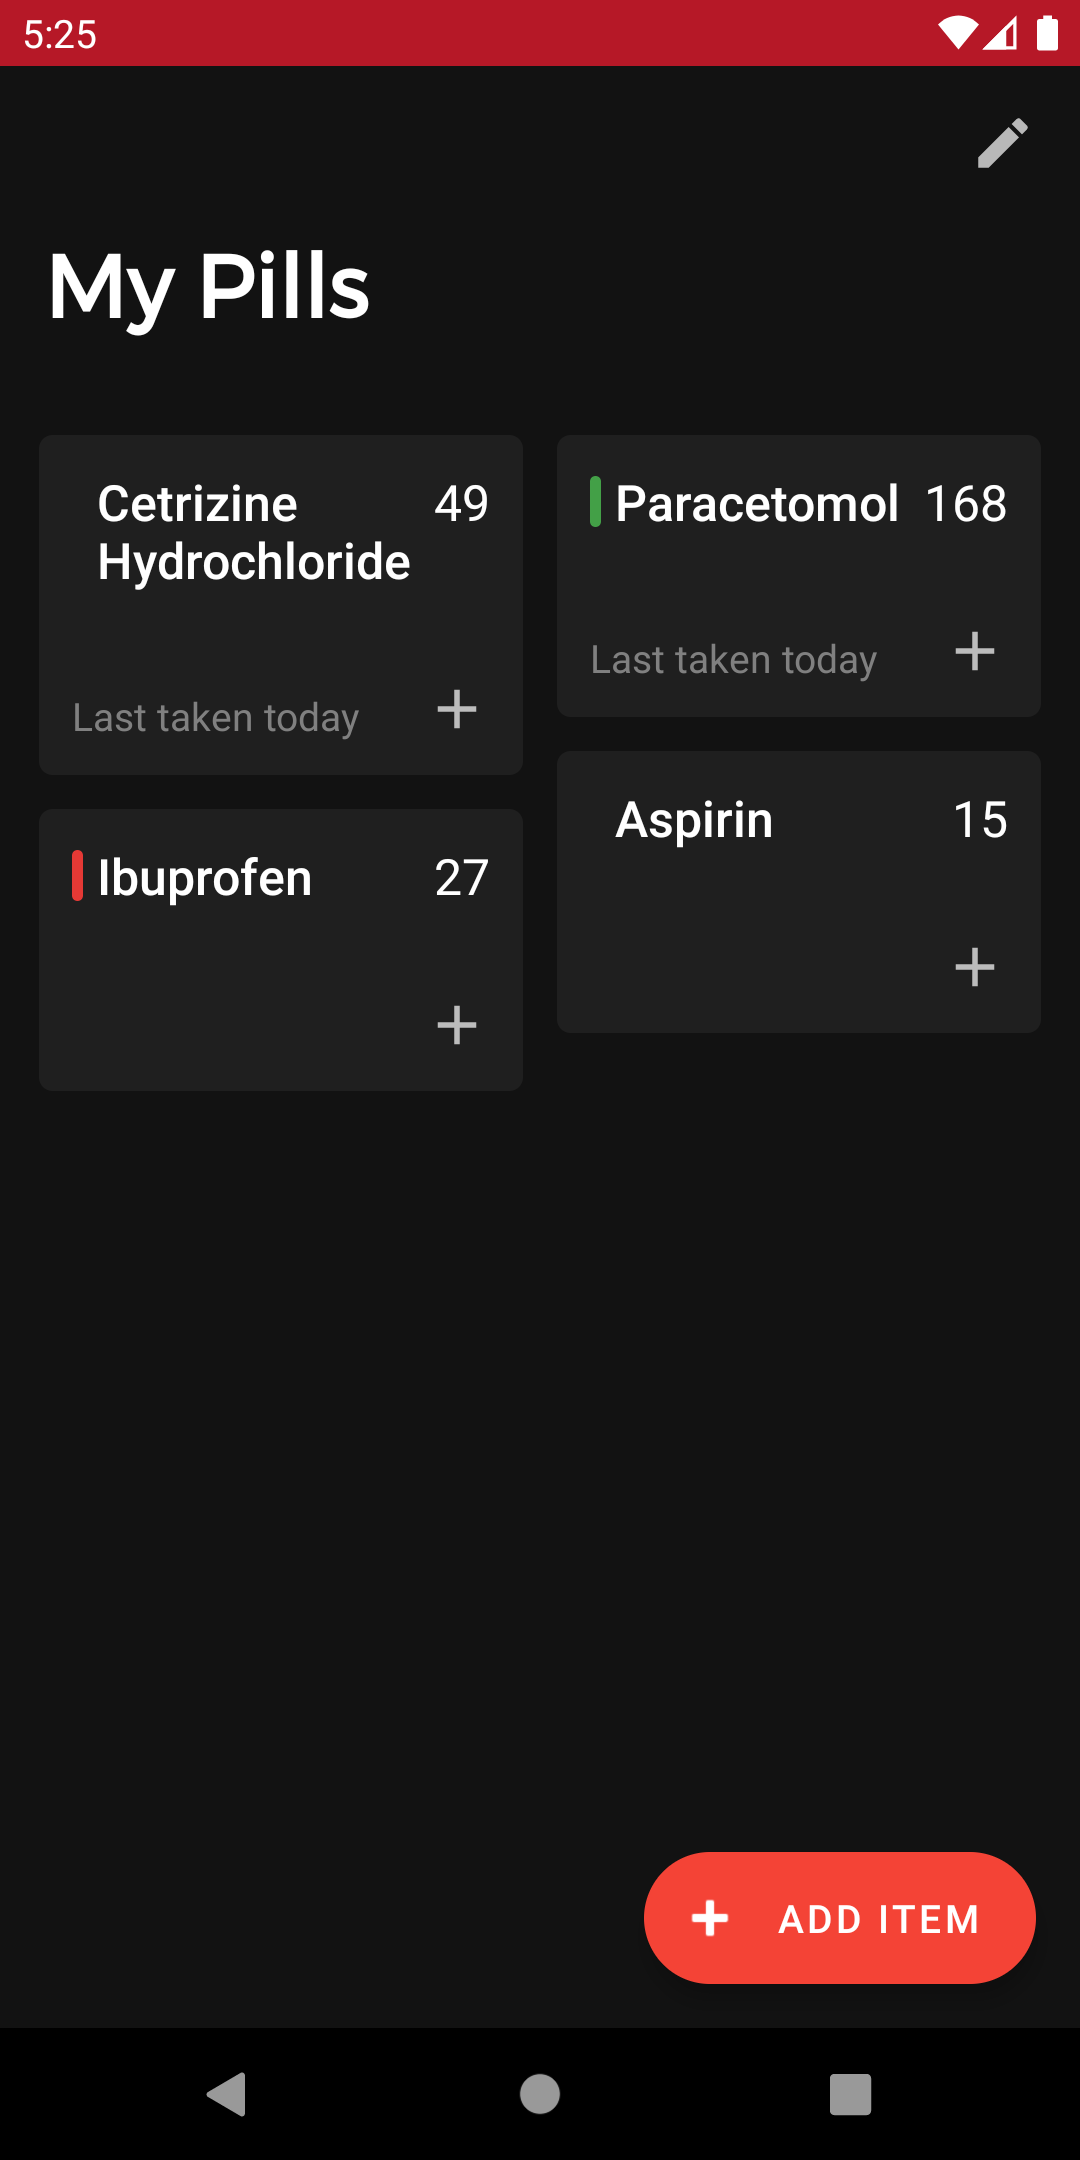 5:25
My Pills
Cetrizine 49
Hydrochloride
Last taken today
Paracetomol 168
Last taken today
Ibuprofen 27
Aspirin 15
ADD ITEM